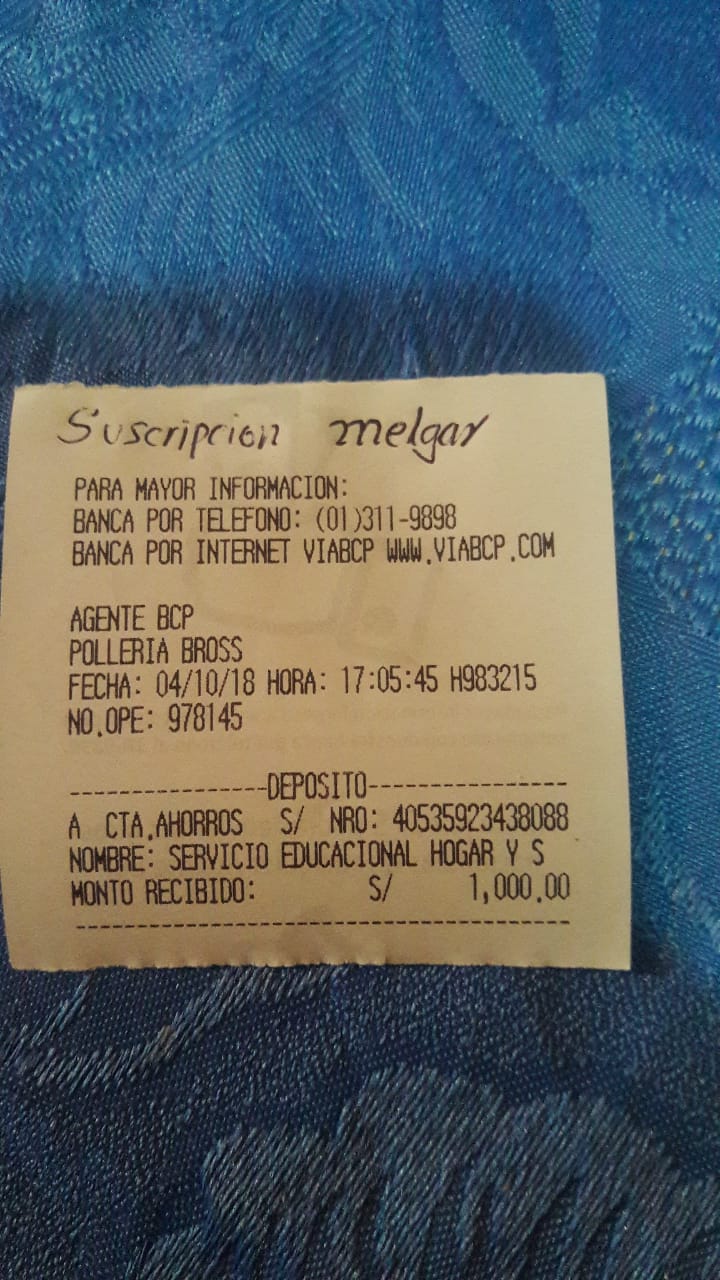 Suscripcion melgar
PARA MAYOR INFORMACION:
BANCA POR TELEFONO: (01)311-9898
BANCA POR INTERNET VIABCP WWW.VIABCP.COM
AGENTE BCP
POLLERIA BROSS
FECHA: 04/10/18 HORA: 17:05:45 H983215
NO.OPE: 978145
----------------DEPOSITO----------------
A CTA.AHORROS S/ NRO: 40535923438088
NOMBRE: SERVICIO EDUCACIONAL HOGAR Y S
MONTO RECIBIDO: S/ 1,000.00
----------------------------------------